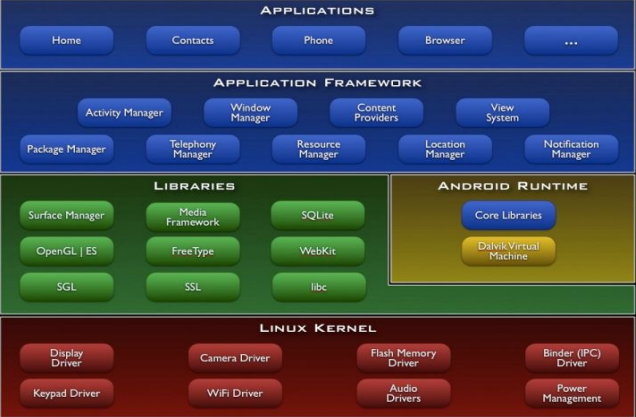 APPLICATIONS
Home
Contacts
Phone
Browser
...
APPLICATION FRAMEWORK
Activity Manager
Window
Manager
Content
Providers
View
System
Package Manager
Telephony
Manager
Resource
Manager
Location
Manager
Notification
Manager
LIBRARIES
Surface Manager
Media
Framework
SQLite
OpenGL | ES
FreeType
WebKit
SGL
SSL
libc
ANDROID RUNTIME
Core Libraries
Dalvik Virtual
Machine
LINUX KERNEL
Display
Driver
Camera Driver
Flash Memory
Driver
Binder (IPC)
Driver
Keypad Driver
WiFi Driver
Audio
Drivers
Power
Management